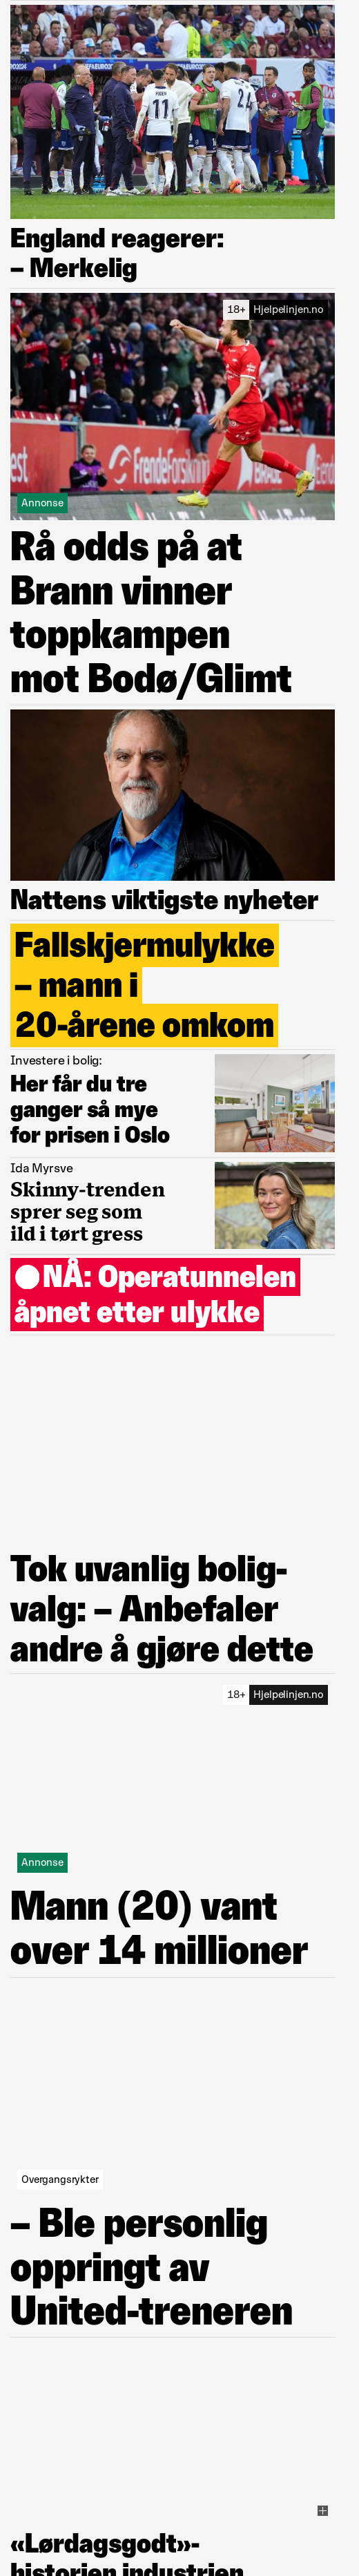 England reagerer:
– Merkelig
18+ Hjelpelinjen.no
Annonse
Rå odds på at
Brann vinner
toppkampen
mot Bodø/Glimt
Nattens viktigste nyheter
Fallskjermulykke
– mann i
20-årene omkom
Investere i bolig:
Her får du tre
ganger så mye
for prisen i Oslo
Ida Myrsve
Skinny-trenden
sprer seg som
ild i tørt gress
NÅ: Operatunnelen
åpnet etter ulykke
Tok uvanlig bolig-
valg: – Anbefaler
andre å gjøre dette
18+ Hjelpelinjen.no
Annonse
Mann (20) vant
over 14 millioner
Overgangsrykter
– Ble personlig
oppringt av
United-treneren
«Lørdagsgodt»-
historien industrien